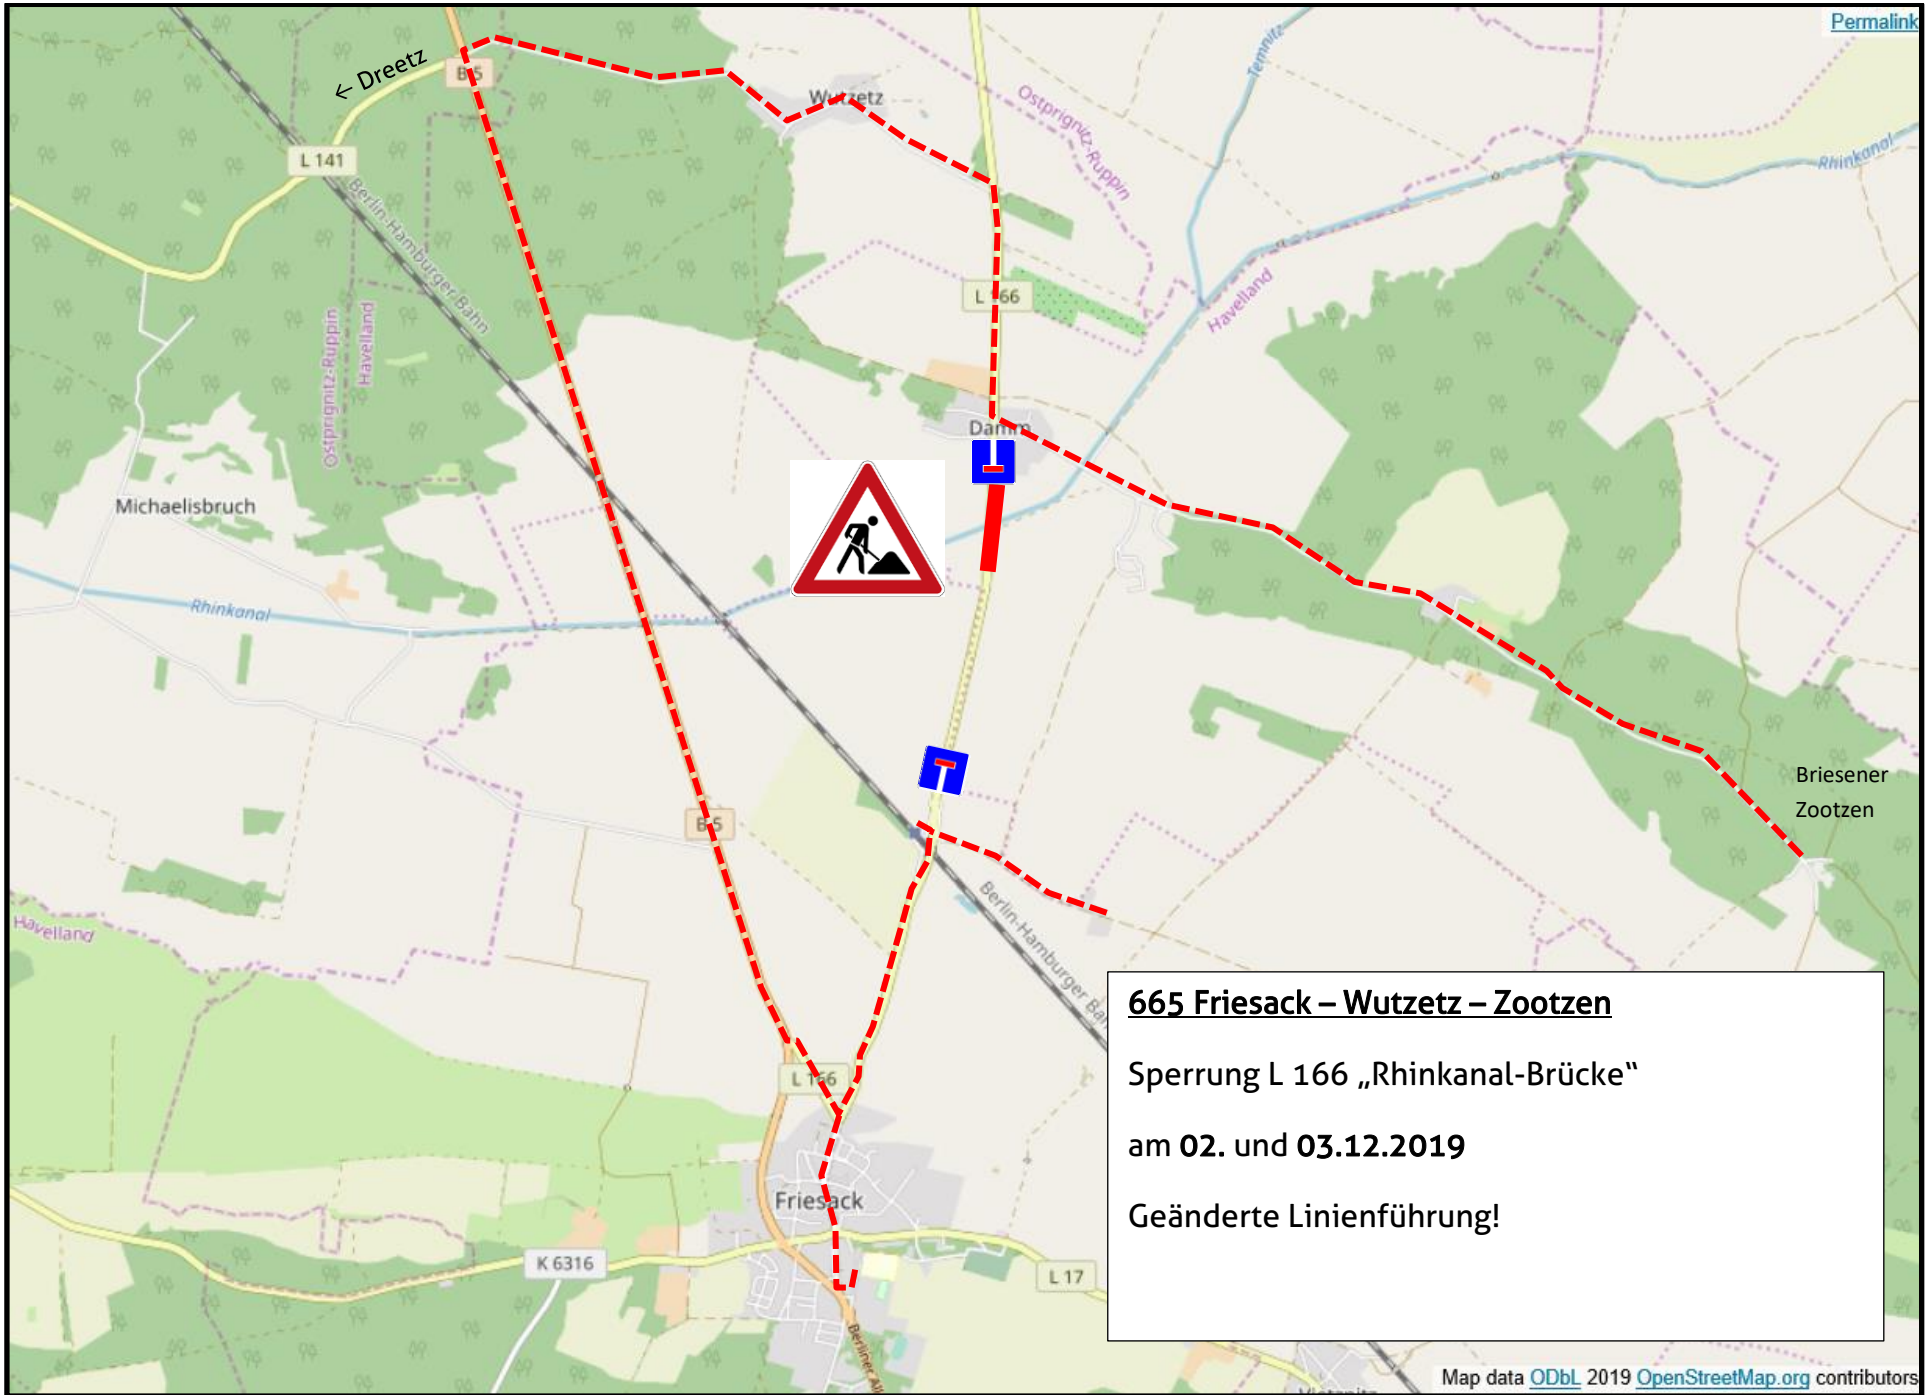 Permalink
← Dreetz
B 5
Wutzetz
Temnitz
Ostprignitz-Ruppin
Rhinkanal
L 141
Berlin-Hamburger Bahn
Havelland
L 166
Ostprignitz-Ruppin
Havelland
Damm
Michaelisbruch
Rhinkanal
Briesener
Zootzen
B 5
Berlin-Hamburger Bahn
Havelland
L 166
Friesack
K 6316
L 17
665 Friesack – Wutzetz – Zootzen
Sperrung L 166 „Rhinkanal-Brücke“
am 02. und 03.12.2019
Geänderte Linienführung!
Map data ODbL 2019 OpenStreetMap.org contributors